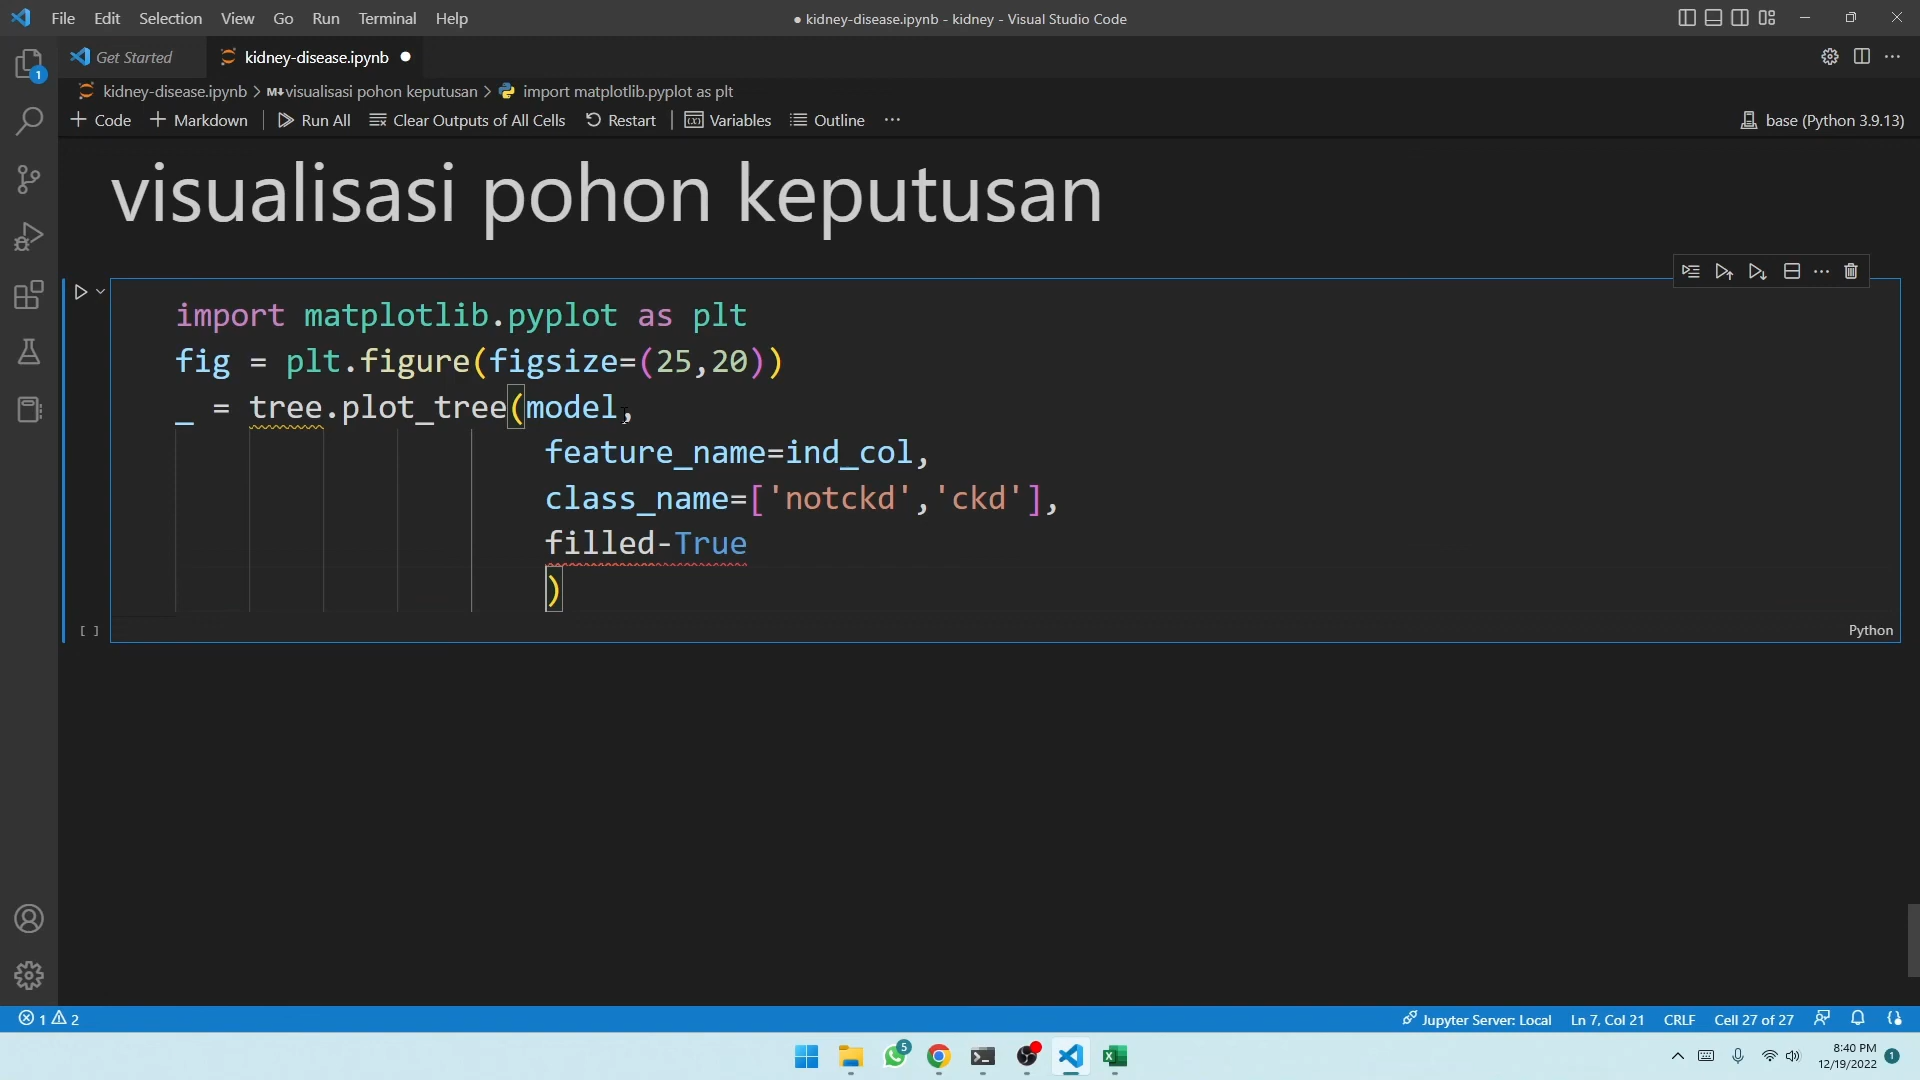 File Edit Selection View Go Run Terminal Help
● kidney-disease.ipynb - kidney - Visual Studio Code
1
Get Started
kidney-disease.ipynb ●
kidney-disease.ipynb > M↓visualisasi pohon keputusan > import matplotlib.pyplot as plt
+ Code + Markdown | Run All Clear Outputs of All Cells Restart | Variables Outline ···
base (Python 3.9.13)
visualisasi pohon keputusan
import matplotlib.pyplot as plt
fig = plt.figure(figsize=(25,20))
_ = tree.plot_tree(model,
feature_name=ind_col,
class_name=['notckd','ckd'],
filled-True
)
[ ]
Python
1 2
Jupyter Server: Local Ln 7, Col 21 CRLF Cell 27 of 27
5
8:40 PM
12/19/2022
1